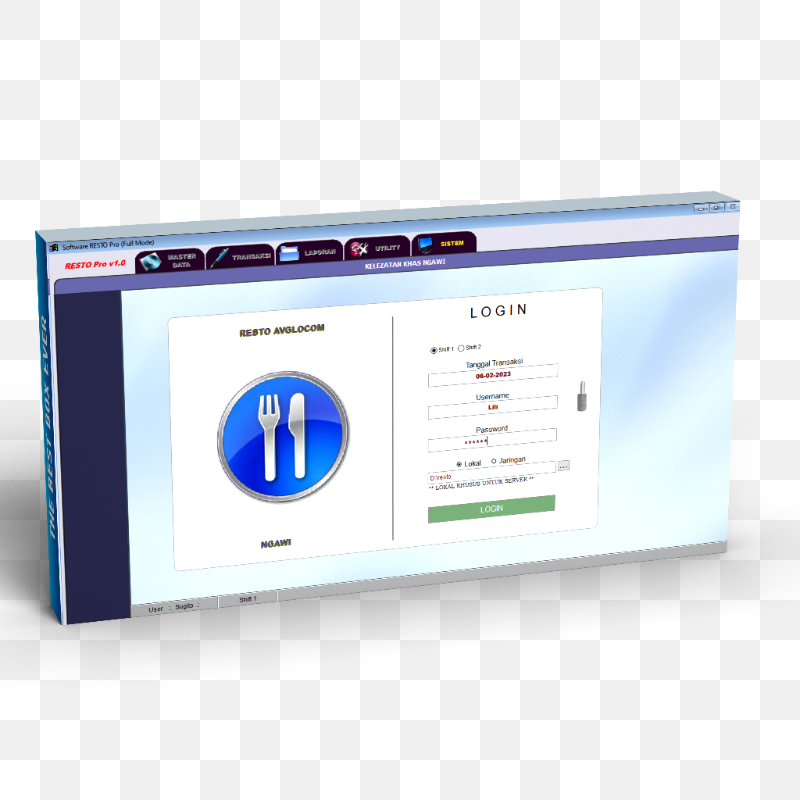 Software RESTO Pro (Full Mode)
RESTO Pro v1.0
MASTER DATA
TRANSAKSI
LAPORAN
UTILITY
SISTEM
KELEZATAN KHAS NGAWI
THE BEST BOX EVER
RESTO AVGLOCOM
NGAWI
LOGIN
Shift 1 Shift 2
Tanggal Transaksi
06-02-2023
Username
Password
******
Lokal Jaringan
D:\resto
...
** LOKAL KHUSUS UNTUK SERVER **
LOGIN
User : Sugito : Shift 1